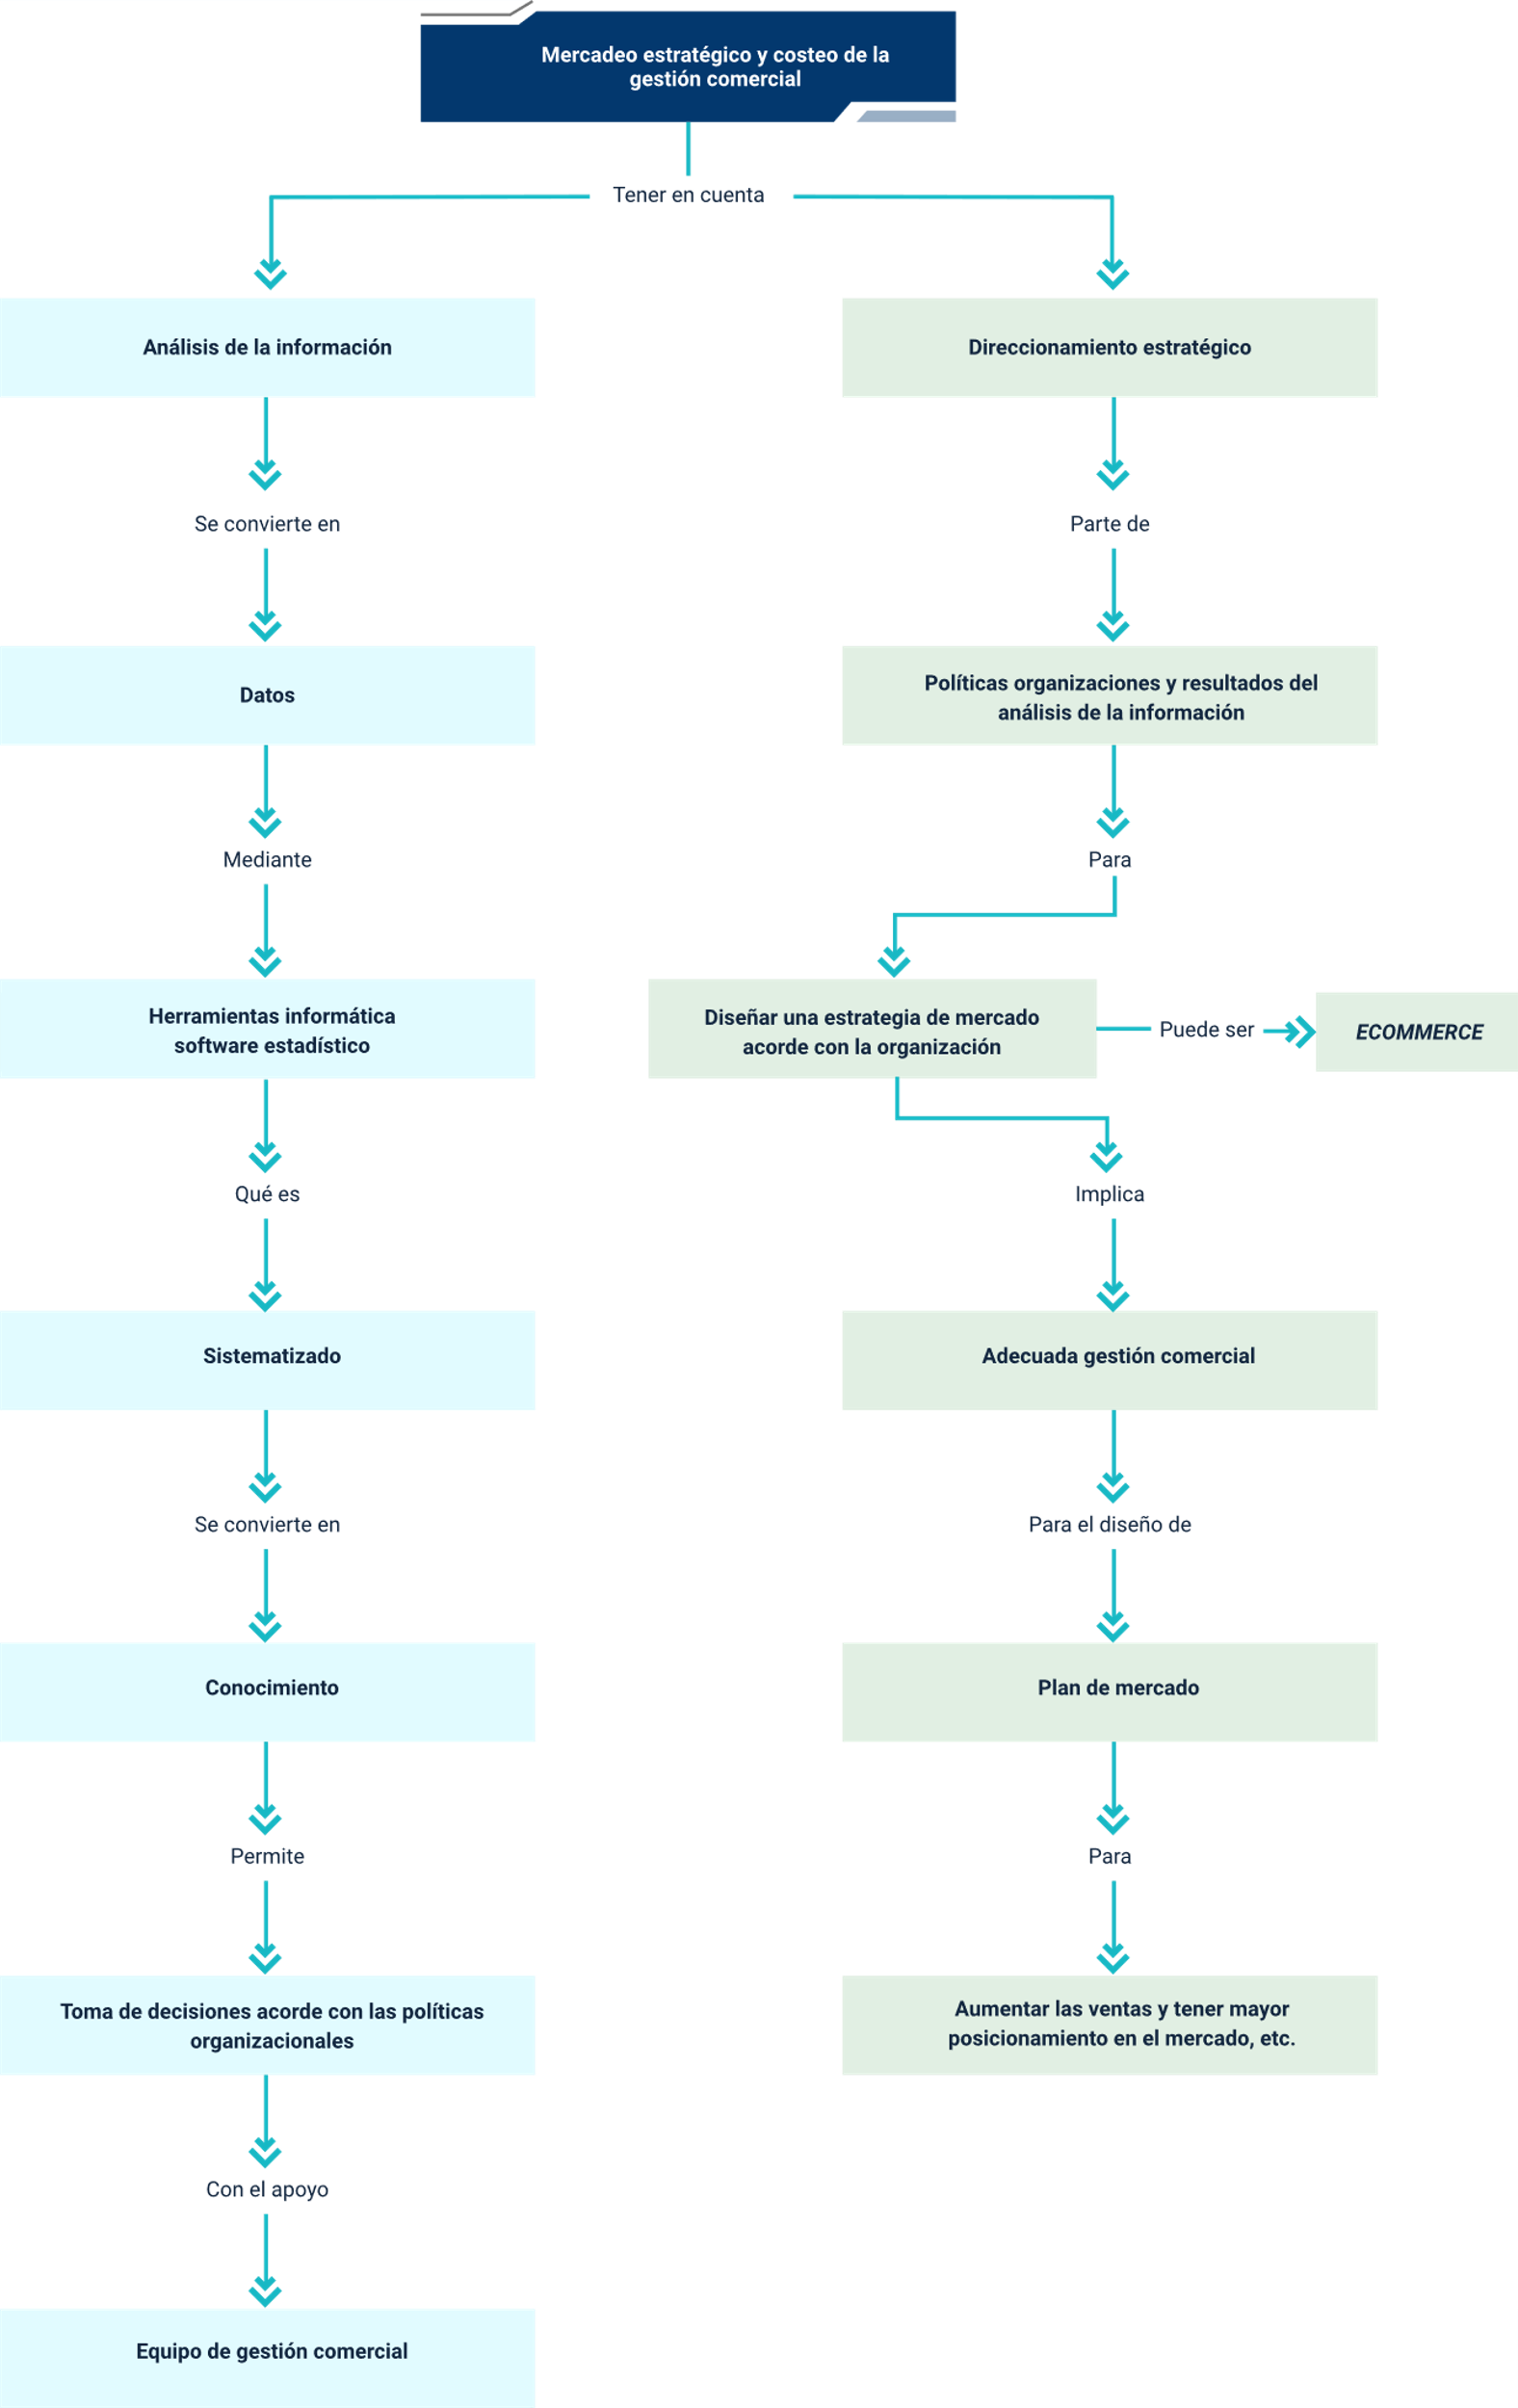 Mercadeo estratégico y costeo de la
gestión comercial
Tener en cuenta
Análisis de la información
Se convierte en
Datos
Mediante
Herramientas informática
software estadístico
Qué es
Sistematizado
Se convierte en
Conocimiento
Permite
Toma de decisiones acorde con las políticas
organizacionales
Con el apoyo
Equipo de gestión comercial
Direccionamiento estratégico
Parte de
Políticas organizaciones y resultados del
análisis de la información
Para
Diseñar una estrategia de mercado
acorde con la organización
Puede ser
ECOMMERCE
Implica
Adecuada gestión comercial
Para el diseño de
Plan de mercado
Para
Aumentar las ventas y tener mayor
posicionamiento en el mercado, etc.